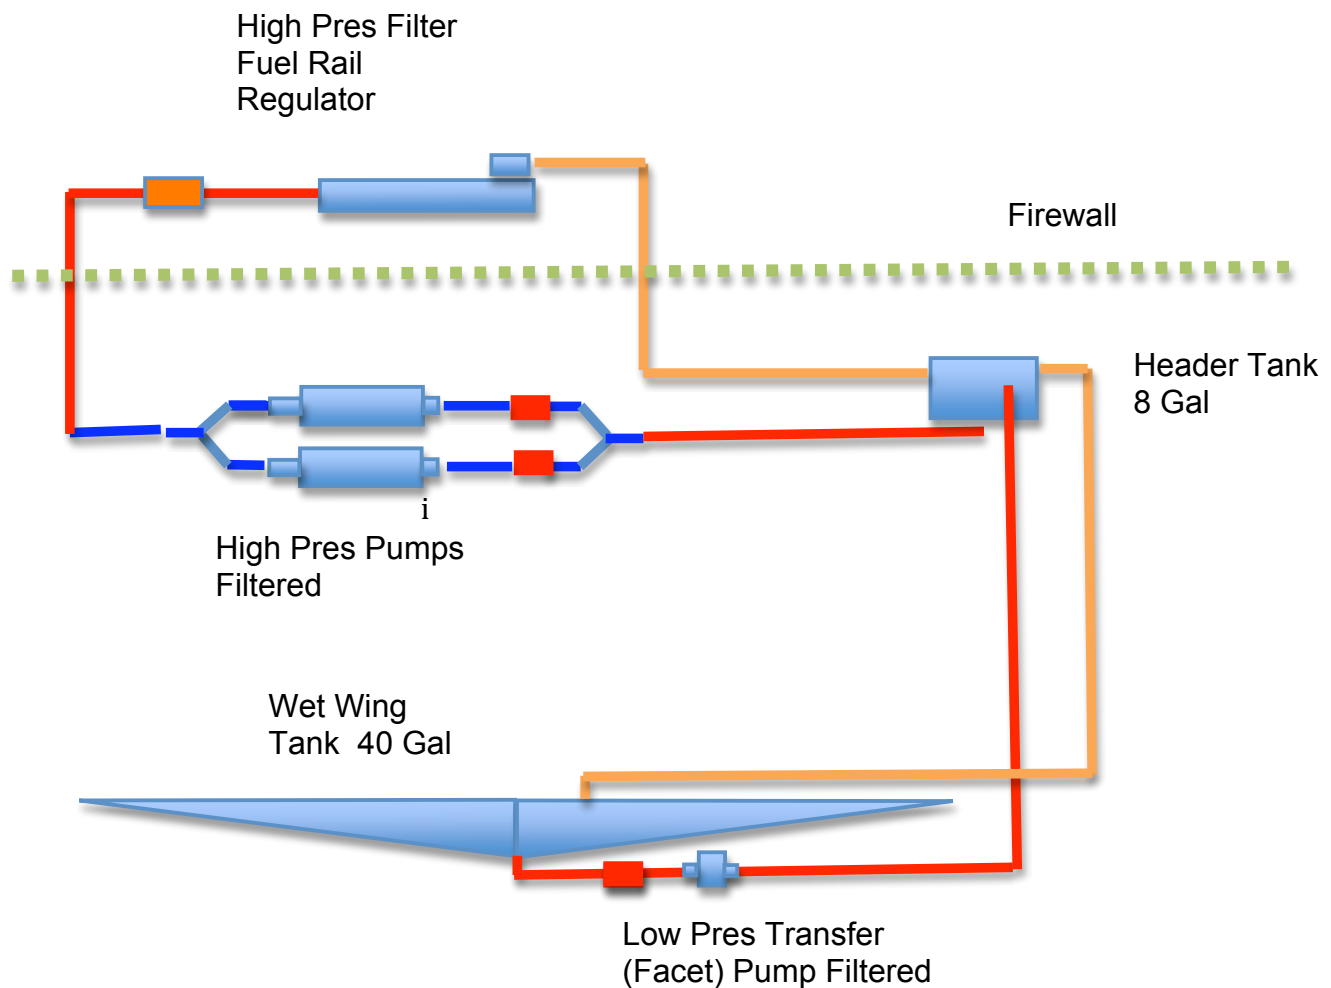 High Pres Filter
Fuel Rail
Regulator
Firewall
Header Tank
8 Gal
i
High Pres Pumps
Filtered
Wet Wing
Tank 40 Gal
Low Pres Transfer
(Facet) Pump Filtered